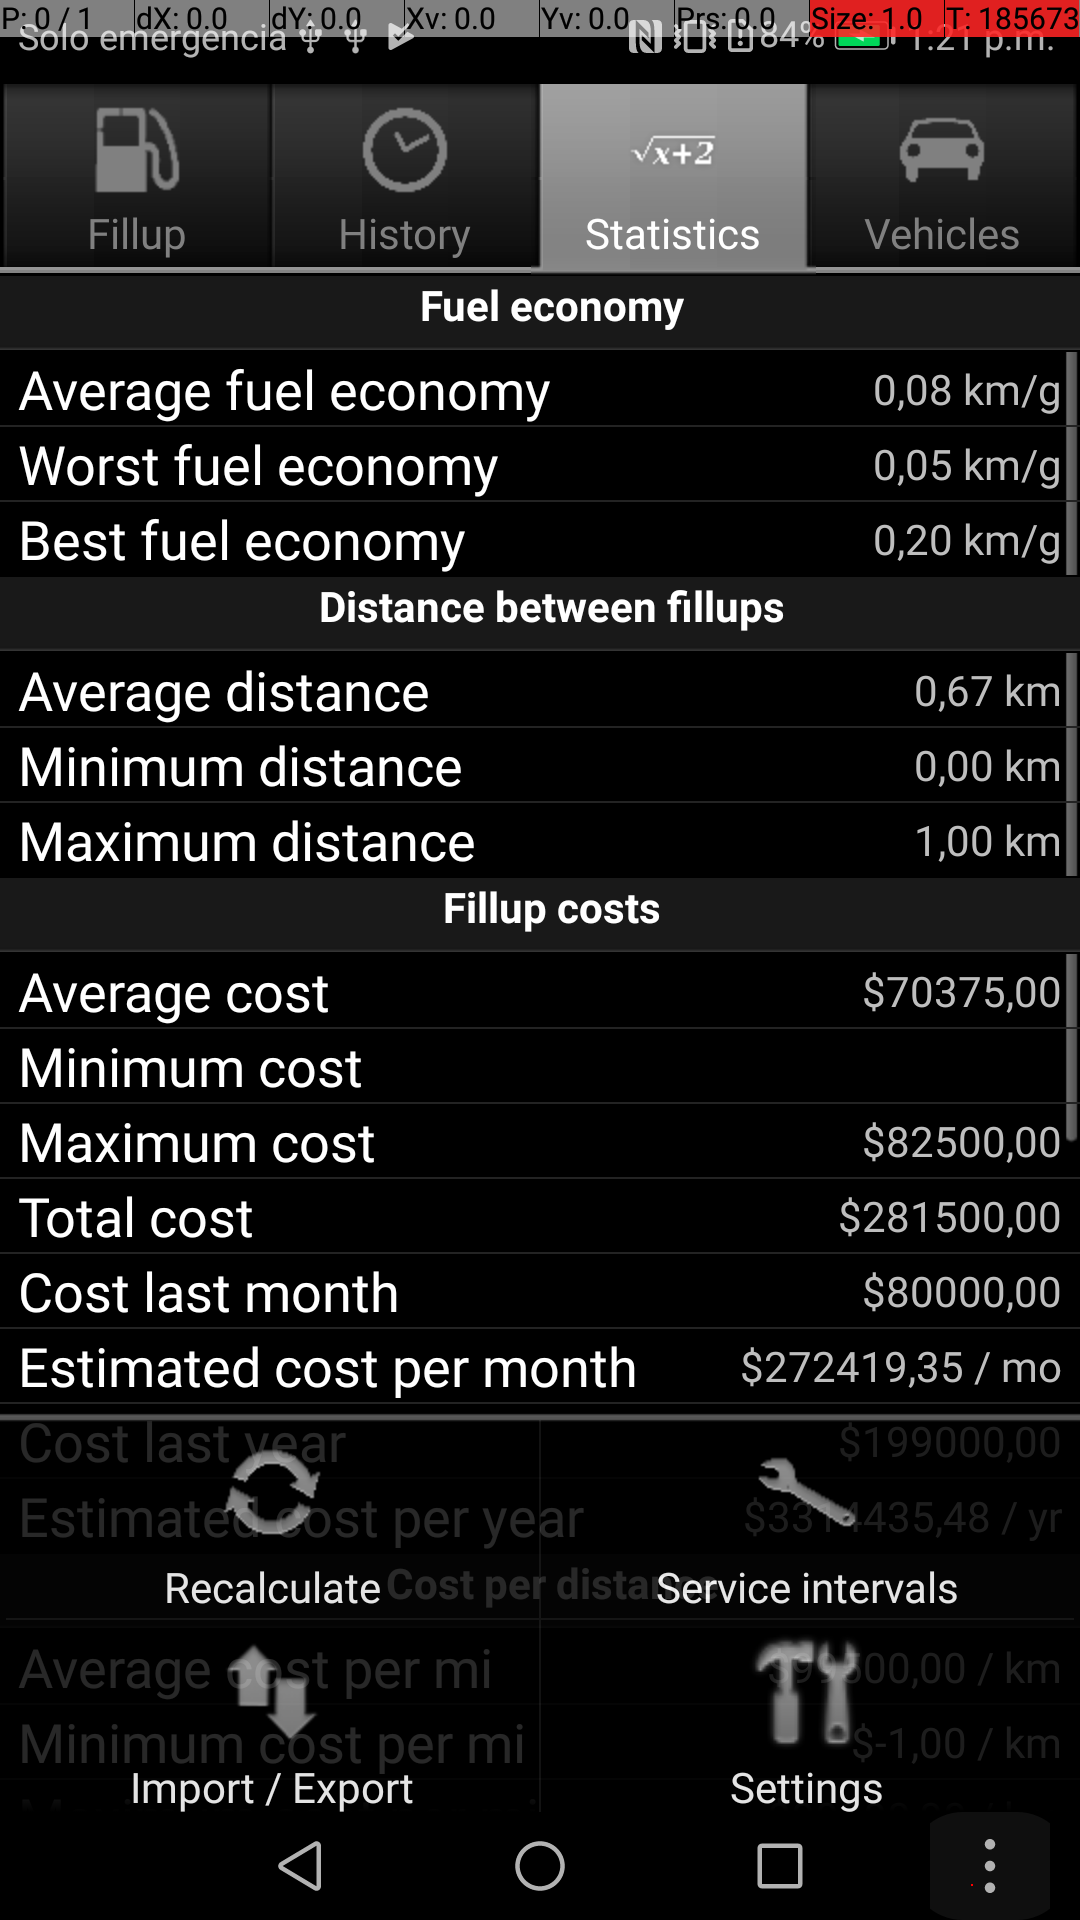 P: 0 / 1 dX: 0.0 dY: 0.0 Xv: 0.0 Yv: 0.0 Prs: 0.0 Size: 1.0 T: 185673
Solo emergencia 84% 1:21 p.m.
√x+2
Fillup History Statistics Vehicles
Fuel economy
Average fuel economy 0,08 km/g
Worst fuel economy 0,05 km/g
Best fuel economy 0,20 km/g
Distance between fillups
Average distance 0,67 km
Minimum distance 0,00 km
Maximum distance 1,00 km
Fillup costs
Average cost $70375,00
Minimum cost
Maximum cost $82500,00
Total cost $281500,00
Cost last month $80000,00
Estimated cost per month $272419,35 / mo
Cost last year $199000,00
Estimated cost per year $3314435,48 / yr
Cost per distance
Recalculate Service intervals
Average cost per mi 00,00 / km
Minimum cost per mi $-1,00 / km
Import / Export Settings